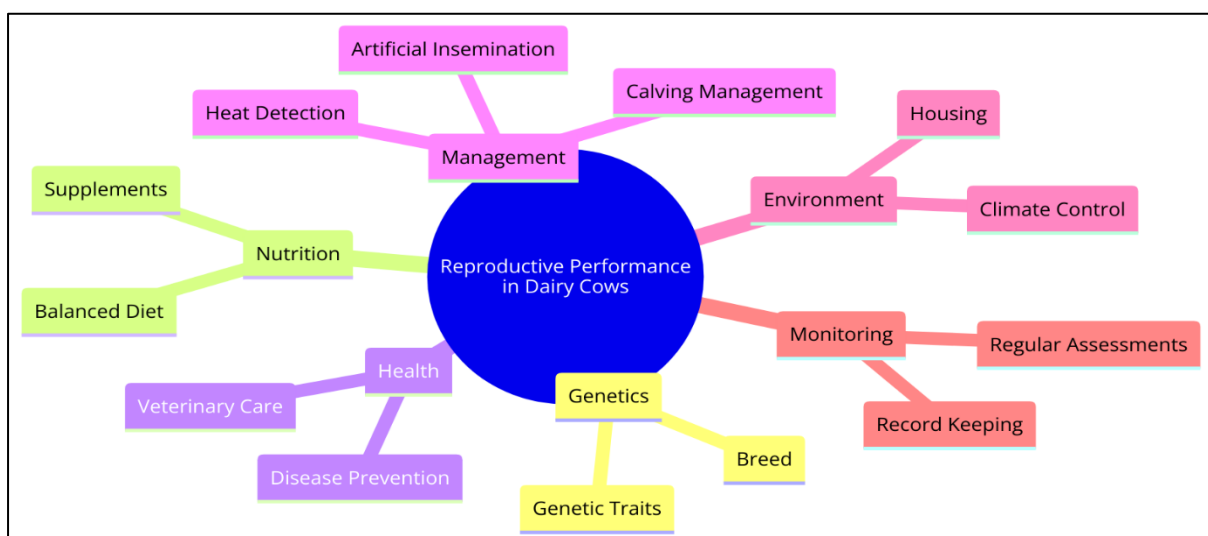 Artificial Insemination
Calving Management
Heat Detection
Management
Housing
Environment
Climate Control
Supplements
Nutrition
Balanced Diet
Reproductive Performance
in Dairy Cows
Monitoring
Regular Assessments
Record Keeping
Health
Veterinary Care
Disease Prevention
Genetics
Breed
Genetic Traits